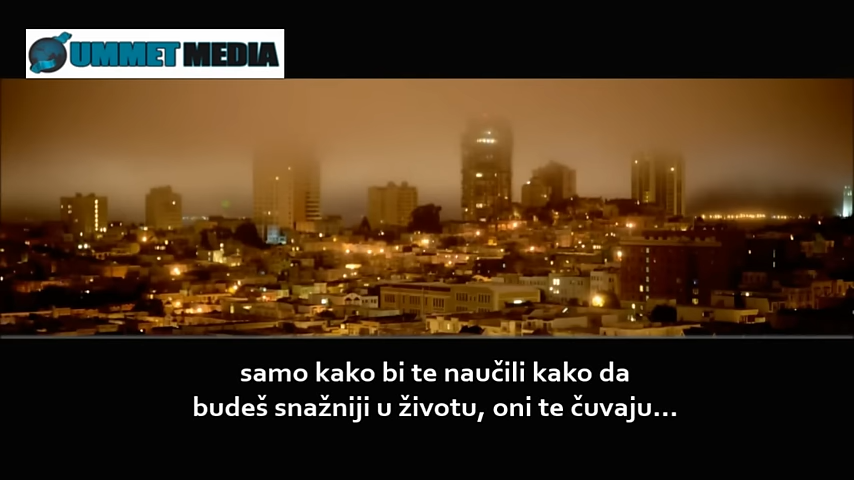 UMMET MEDIA
samo kako bi te naučili kako da
budeš snažniji u životu, oni te čuvaju...